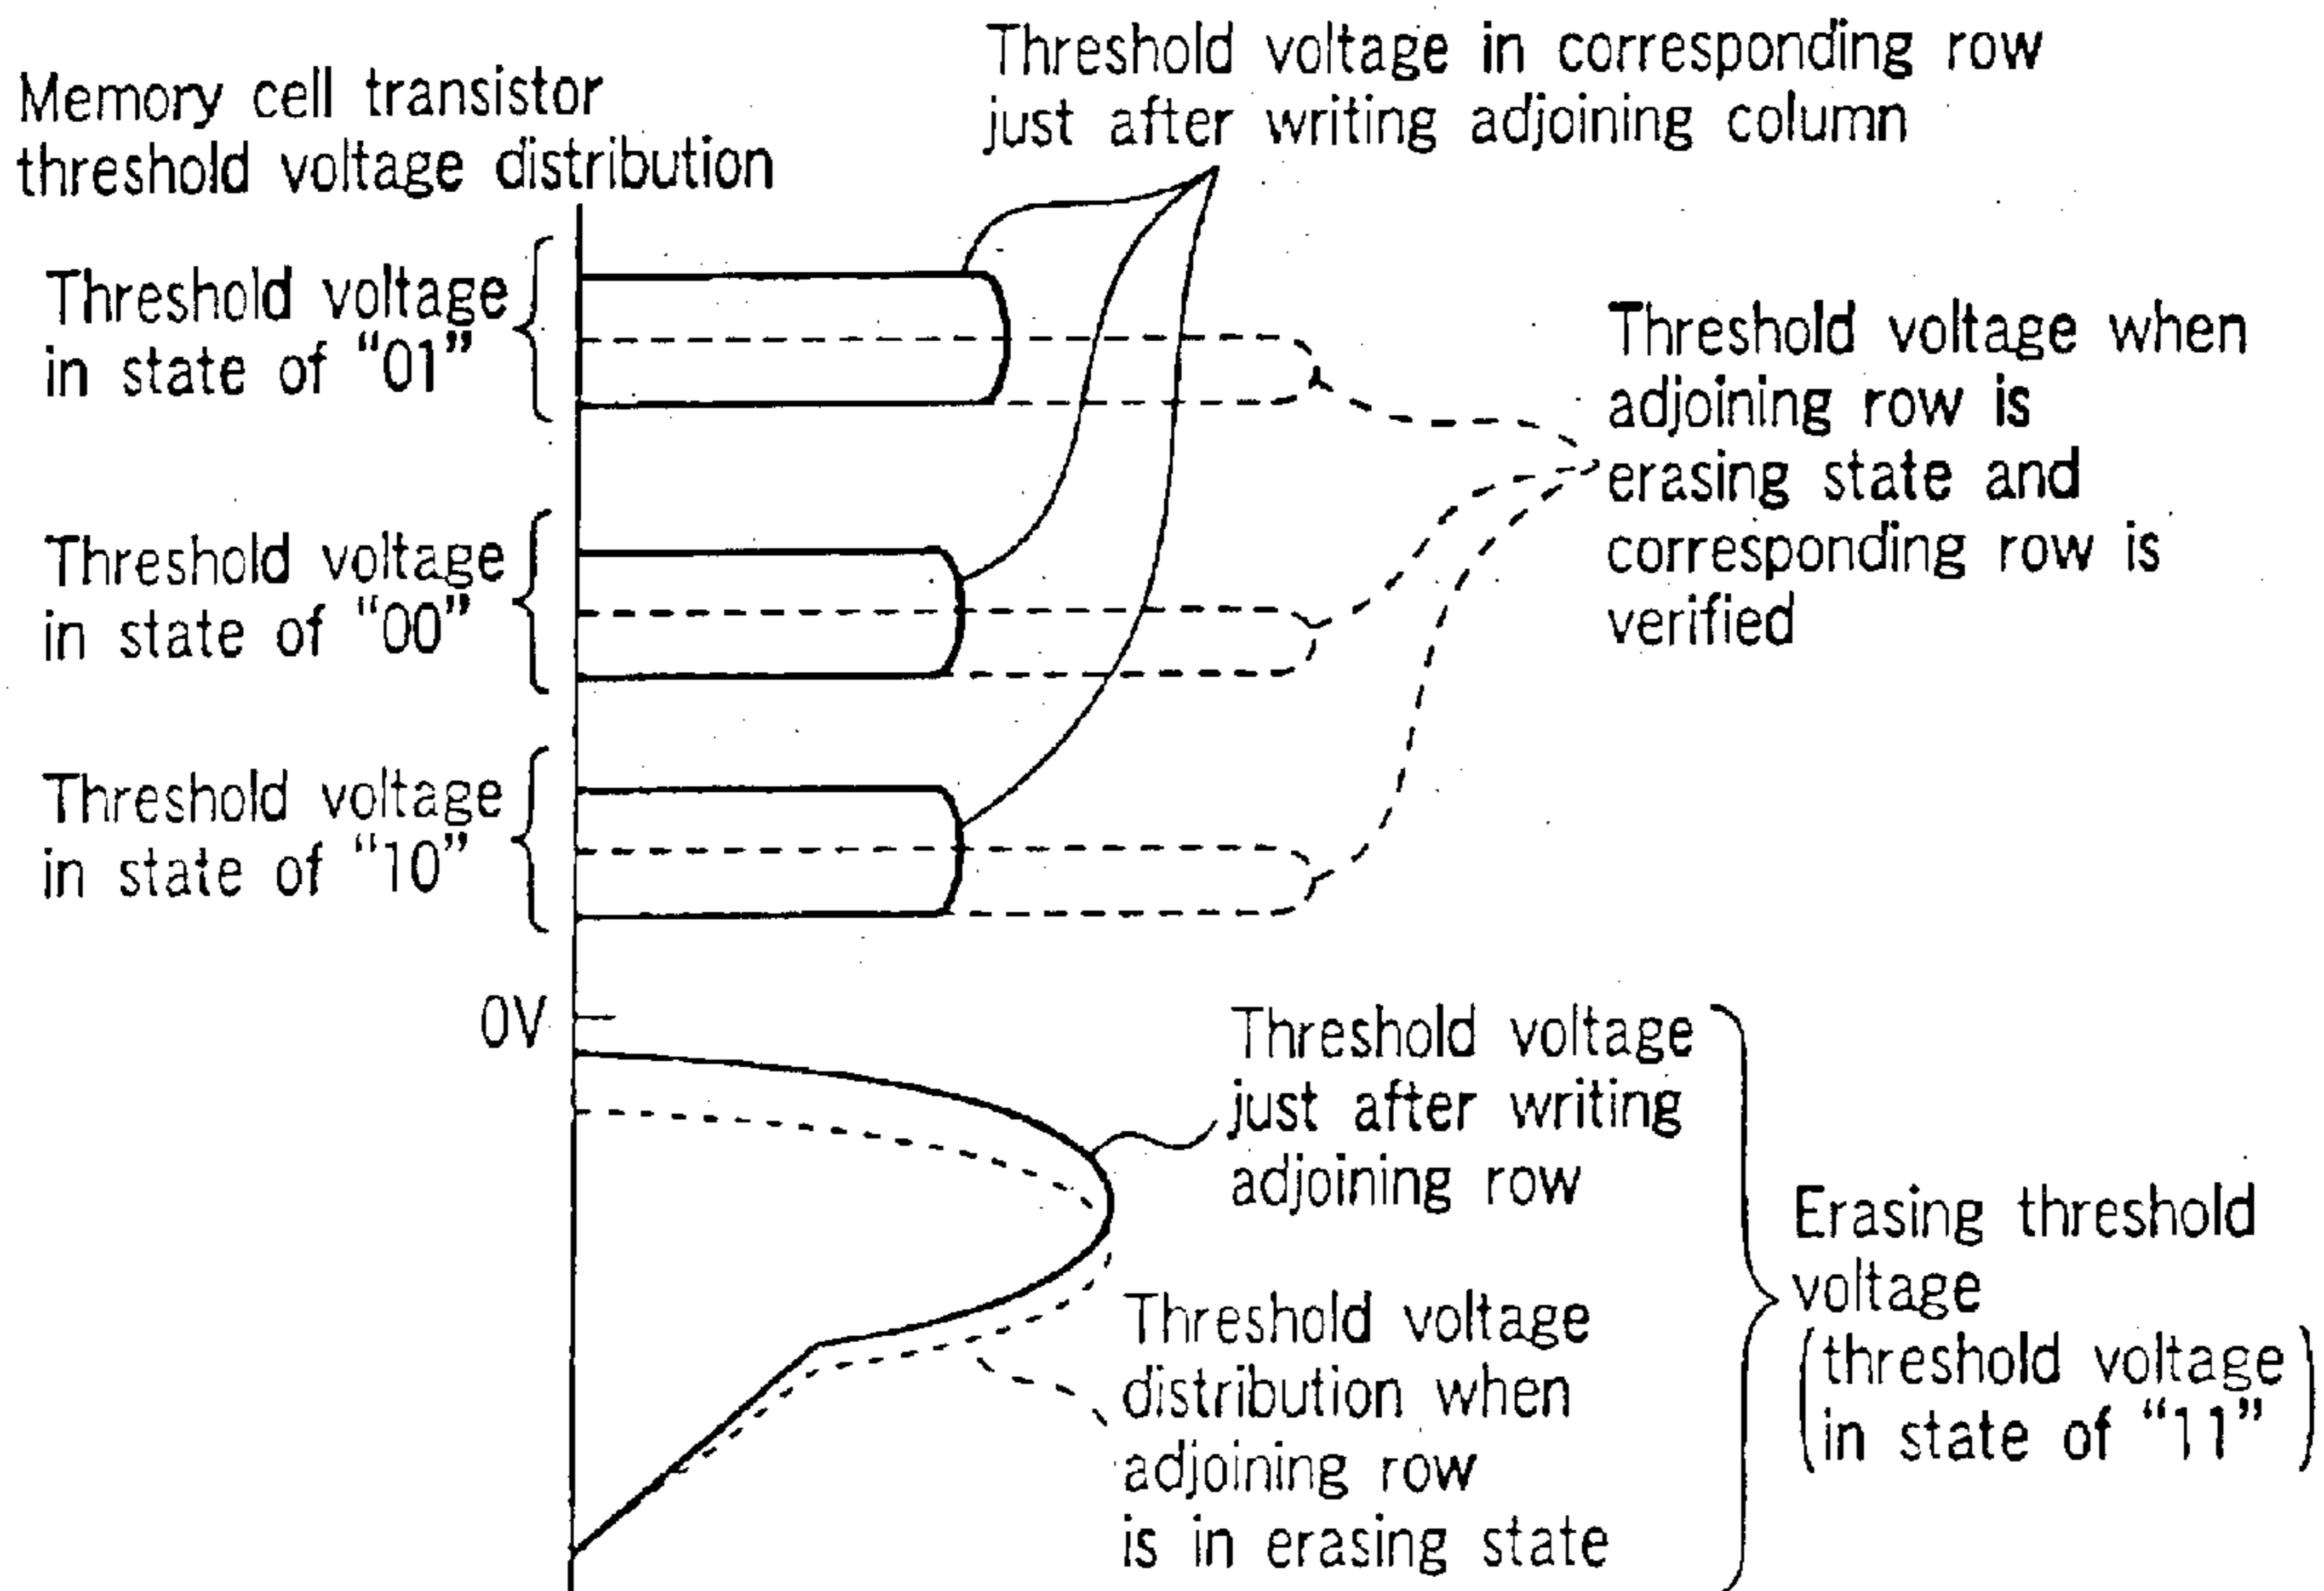 Memory cell transistor
threshold voltage distribution
Threshold voltage in corresponding row
just after writing adjoining column
Threshold voltage
in state of “01”
Threshold voltage when
adjoining row is
erasing state and
corresponding row is
verified
Threshold voltage
in state of “00”
Threshold voltage
in state of “10”
0V
Threshold voltage
just after writing
adjoining row
Threshold voltage
distribution when
adjoining row
is in erasing state
Erasing threshold
voltage
(threshold voltage
in state of “11”)